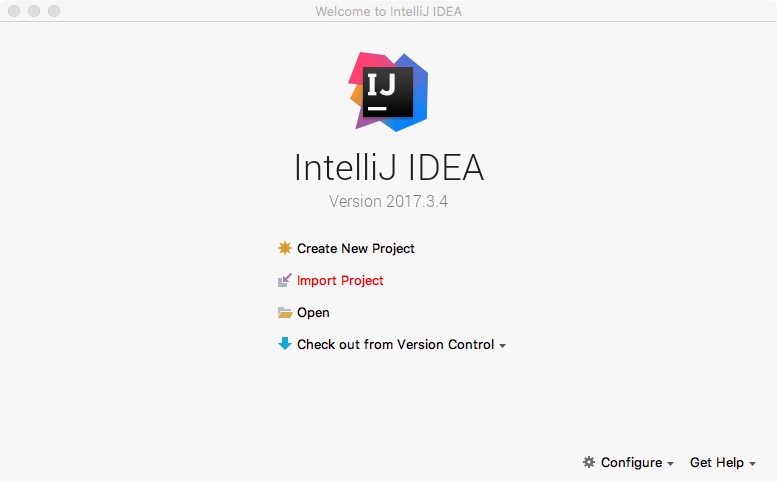 Welcome to IntelliJ IDEA
IJ
IntelliJ IDEA
Version 2017.3.4
Create New Project
Import Project
Open
Check out from Version Control
Configure Get Help